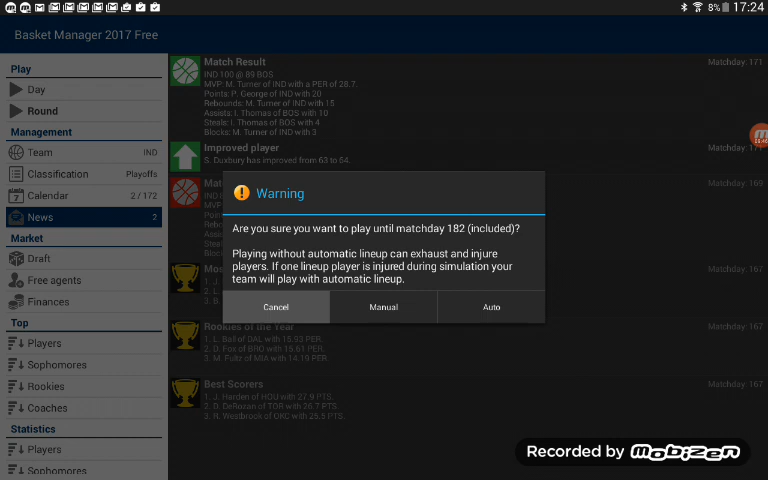 8% 17:24
Basket Manager 2017 Free
Play
Day
Round
Management
Team IND
Classification Playoffs
Calendar 2 / 172
News 2
Market
Draft
Free agents
Finances
Top
Players
Sophomores
Rookies
Coaches
Statistics
Players
Sophomores
Match Result Matchday: 171
IND 100 @ 89 BOS
MVP: M. Turner of IND with a PER of 28.7.
Points: P. George of IND with 20
Rebounds: M. Turner of IND with 15
Assists: I. Thomas of BOS with 10
Steals: I. Thomas of BOS with 4
Blocks: M. Turner of IND with 3
Improved player
S. Duxbury has improved from 63 to 64.
Matchday: 169
Warning
Are you sure you want to play until matchday 182 (included)?
Playing without automatic lineup can exhaust and injure
players. If one lineup player is injured during simulation your
team will play with automatic lineup.
Cancel Manual Auto
Matchday: 167
Rookies of the Year Matchday: 167
1. L. Ball of DAL with 15.93 PER.
2. D. Fox of BRO with 15.61 PER.
3. M. Fultz of MIA with 14.19 PER.
Best Scorers Matchday: 167
1. J. Harden of HOU with 27.9 PTS.
2. D. DeRozan of TOR with 26.7 PTS.
3. R. Westbrook of OKC with 25.5 PTS.
Recorded by Mobizen